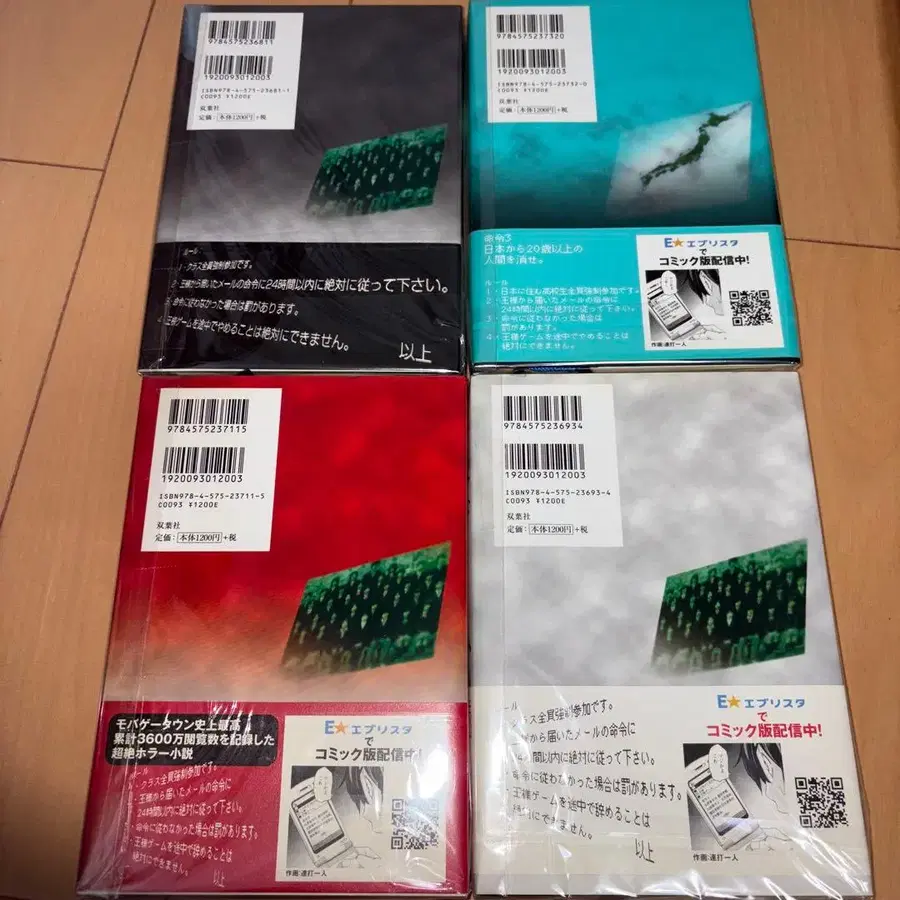 9784575236811
1920093012003
ISBN978-4-575-23681-1
C0093 ¥1200E
双葉社
定価:本体1200円+税
ルール
1・クラス全員強制参加です。
2・王様から届いたメールの命令に24時間以内に絶対に従って下さい。
3・命令に従わなかった場合は罰があります。
4・王様ゲームを途中でやめることは絶対にできません。
以上
9784575237320
1920093012003
ISBN978-4-575-23732-0
C0093 ¥1200E
双葉社
定価:本体1200円+税
命令3
日本から20歳以上の
人間を消せ。
ルール
1・日本に住む高校生全員強制参加です。
2・王様から届いたメールの命令に
24時間以内に絶対に従って下さい。
3・命令に従わなかった場合は
罰があります。
4・王様ゲームを途中でやめることは
絶対にできません。
E★エブリスタ
で
コミック版配信中!
作画:連打一人
9784575237115
1920093012003
ISBN978-4-575-23711-5
C0093 ¥1200E
双葉社
定価:本体1200円+税
モバゲータウン史上最高!
累計3600万閲覧数を記録した
超絶ホラー小説
ルール
・クラス全員強制参加です。
・王様から届いたメールの命令に
24時間以内に絶対に従って下さい。
・命令に従わなかった場合は罰があります。
・王様ゲームを途中で辞めることは
絶対にできません。
以上
E★エブリスタ
で
コミック版配信中!
作画:連打一人
9784575236934
1920093012003
ISBN978-4-575-23693-4
C0093 ¥1200E
双葉社
定価:本体1200円+税
ール
クラス全員強制参加です。
から届いたメールの命令に
時間以内に絶対に従って下さい。
命令に従わなかった場合は罰があります。
王様ゲームを途中で辞めることは
絶対にできません。
以上
E★エブリスタ
で
コミック版配信中!
作画:連打一人